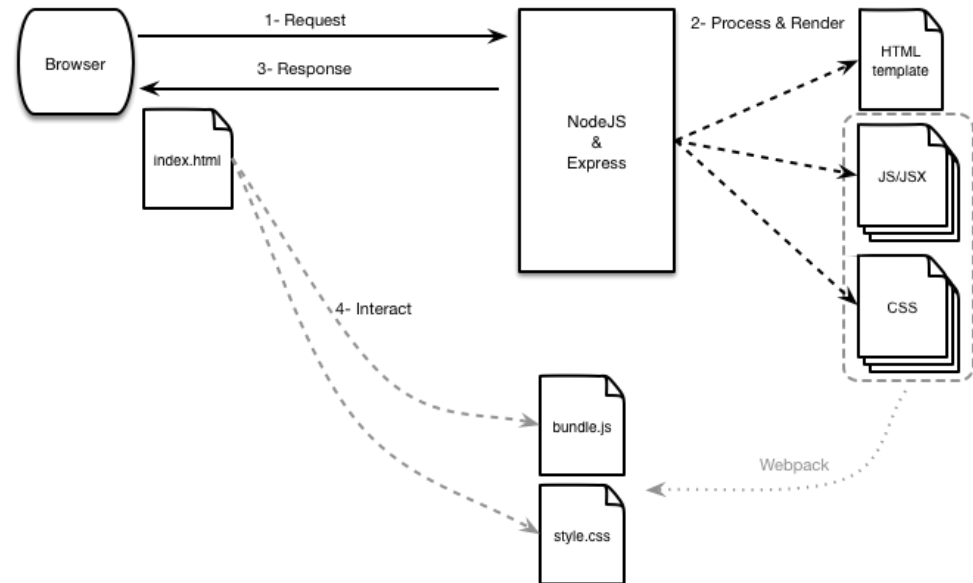 1- Request
2- Process & Render
Browser
3- Response
HTML
template
index.html
NodeJS
&
Express
JS/JSX
CSS
4- Interact
bundle.js
Webpack
style.css